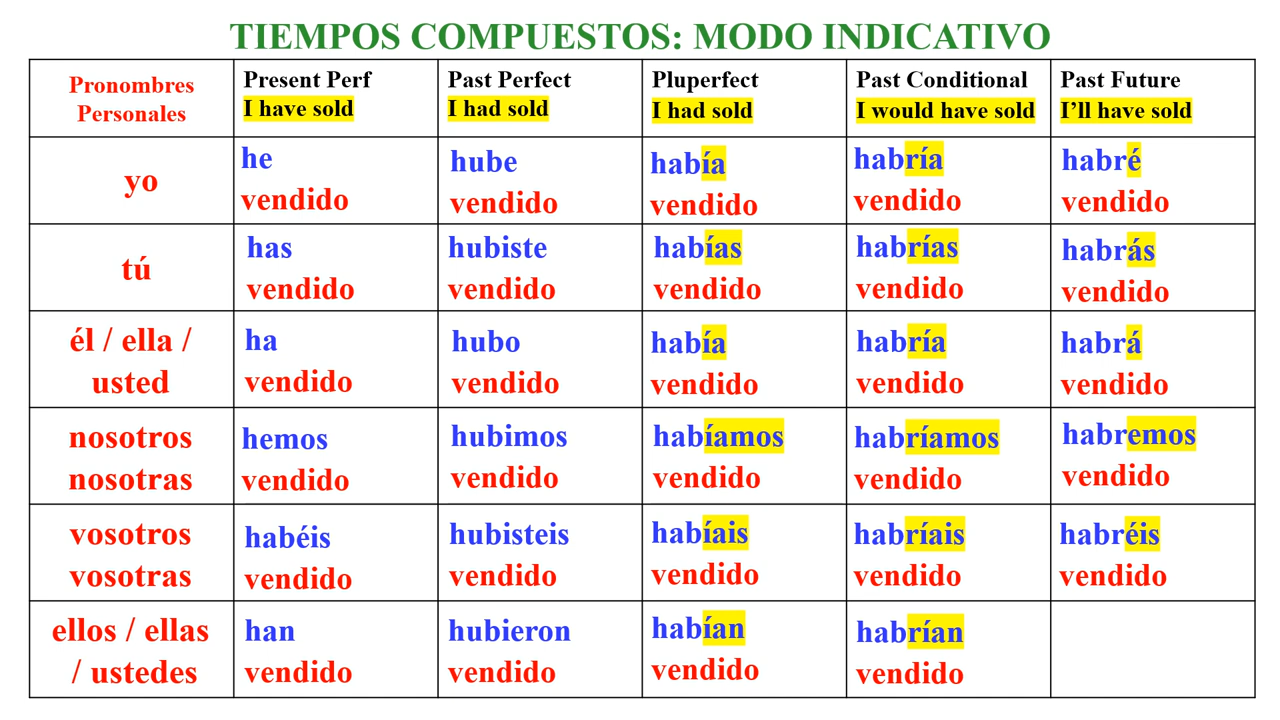 TIEMPOS COMPUESTOS: MODO INDICATIVO
Pronombres
Personales
Present Perf
I have sold
Past Perfect
I had sold
Pluperfect
I had sold
Past Conditional
I would have sold
Past Future
I'll have sold
yo
he
vendido
hube
vendido
había
vendido
habría
vendido
habré
vendido
tú
has
vendido
hubiste
vendido
habías
vendido
habrías
vendido
habrás
vendido
él / ella /
usted
ha
vendido
hubo
vendido
había
vendido
habría
vendido
habrá
vendido
nosotros
nosotras
hemos
vendido
hubimos
vendido
habíamos
vendido
habríamos
vendido
habremos
vendido
vosotros
vosotras
habéis
vendido
hubisteis
vendido
habíais
vendido
habríais
vendido
habréis
vendido
ellos / ellas
/ ustedes
han
vendido
hubieron
vendido
habían
vendido
habrían
vendido